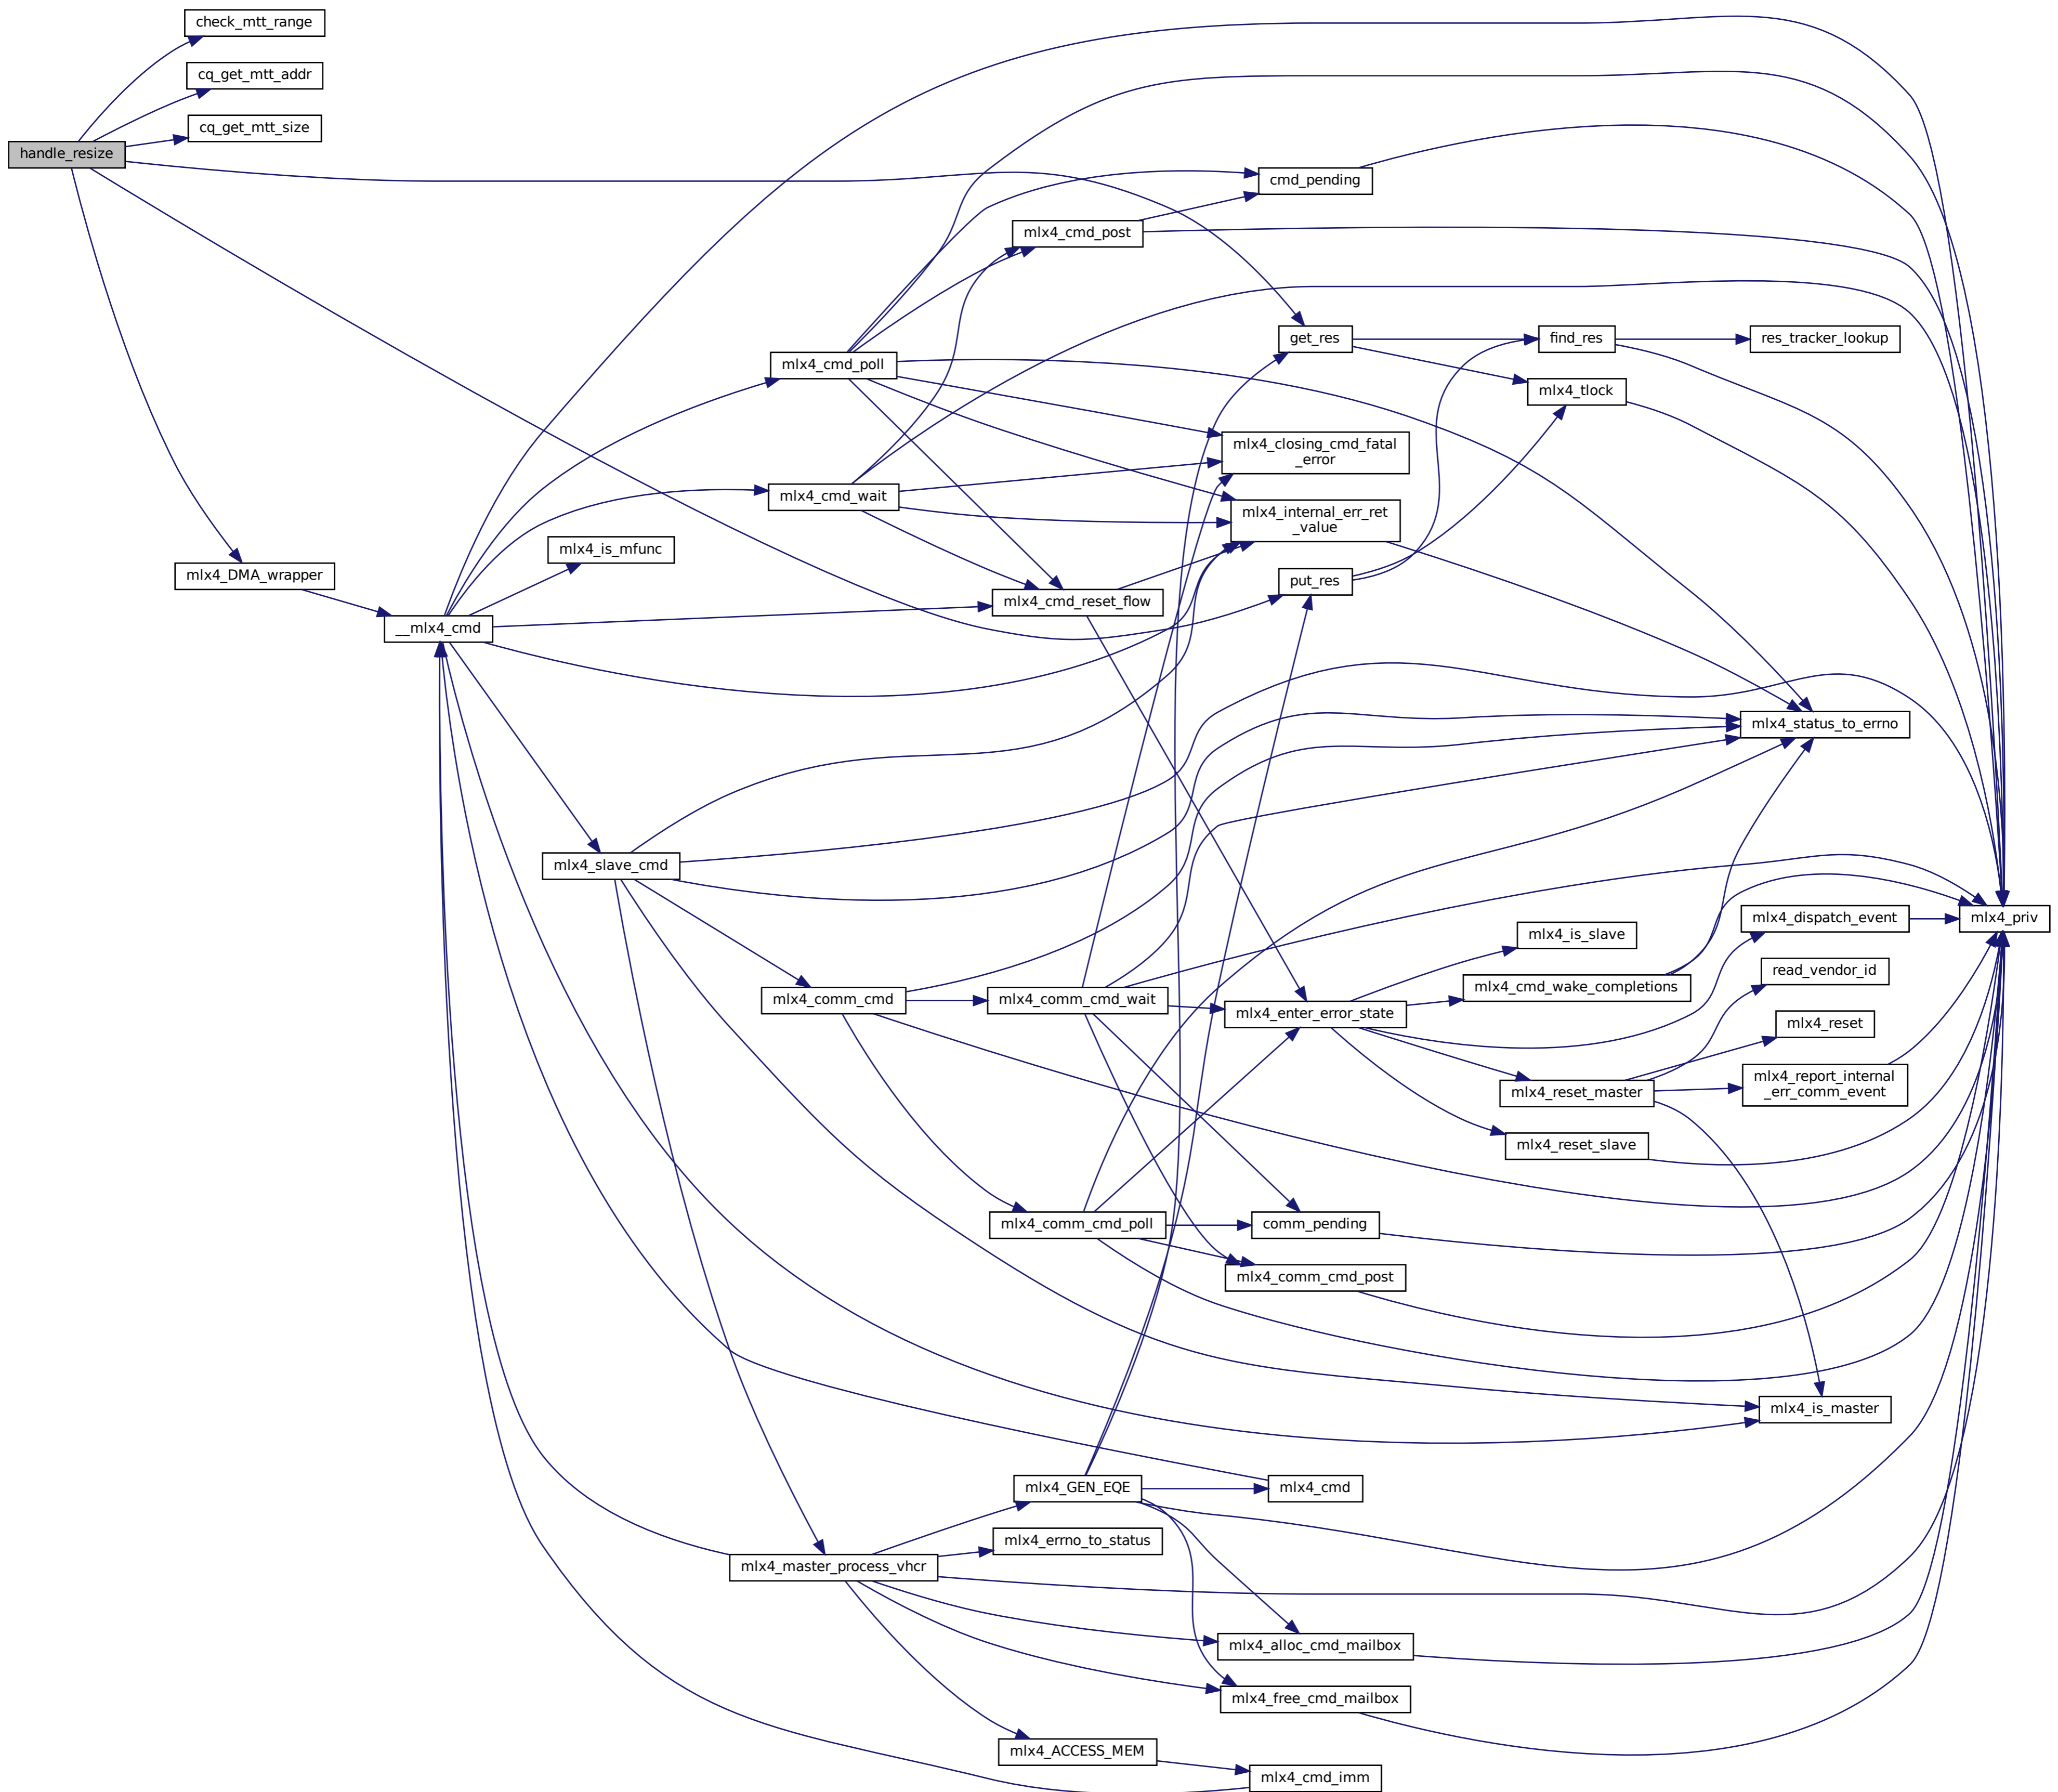 check_mtt_range
cq_get_mtt_addr
cq_get_mtt_size
handle_resize
cmd_pending
mlx4_cmd_post
get_res
find_res
res_tracker_lookup
mlx4_cmd_poll
mlx4_tlock
mlx4_closing_cmd_fatal
_error
mlx4_cmd_wait
mlx4_internal_err_ret
_value
mlx4_is_mfunc
mlx4_DMA_wrapper
put_res
mlx4_cmd_reset_flow
__mlx4_cmd
mlx4_status_to_errno
mlx4_slave_cmd
mlx4_priv
mlx4_dispatch_event
mlx4_is_slave
read_vendor_id
mlx4_cmd_wake_completions
mlx4_comm_cmd
mlx4_comm_cmd_wait
mlx4_enter_error_state
mlx4_reset
mlx4_report_internal
_err_comm_event
mlx4_reset_master
mlx4_reset_slave
mlx4_comm_cmd_poll
comm_pending
mlx4_comm_cmd_post
mlx4_is_master
mlx4_GEN_EQE
mlx4_cmd
mlx4_errno_to_status
mlx4_master_process_vhcr
mlx4_alloc_cmd_mailbox
mlx4_free_cmd_mailbox
mlx4_ACCESS_MEM
mlx4_cmd_imm